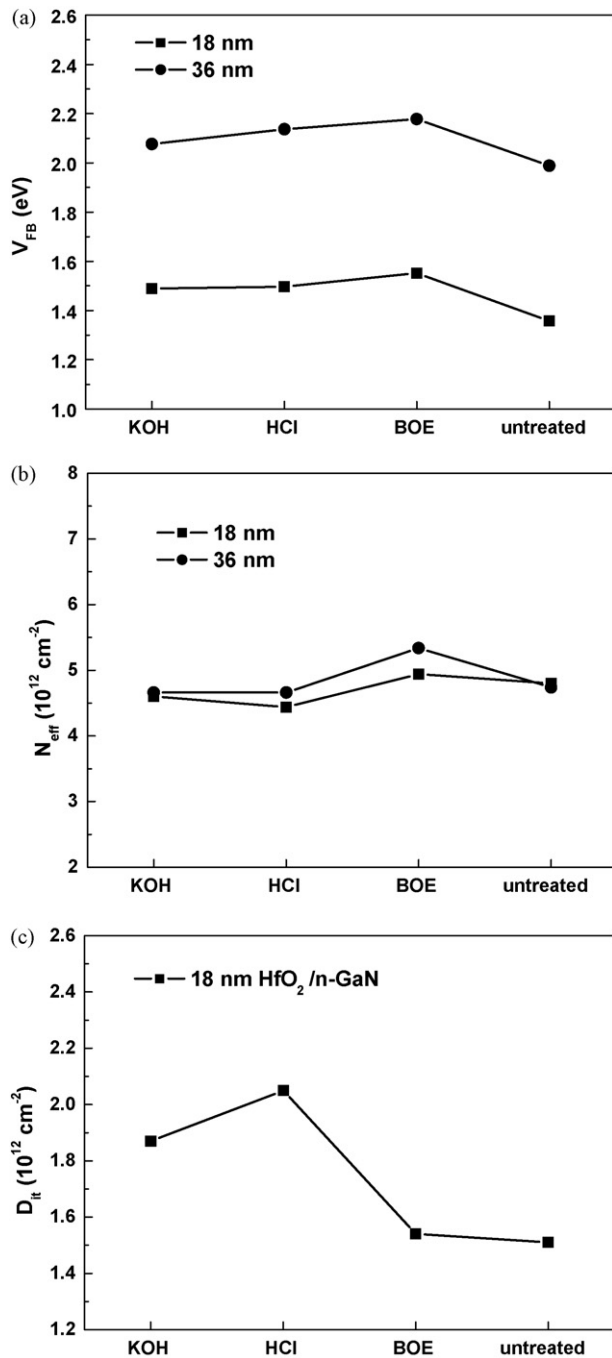 (a)
2.6
18 nm
2.4
36 nm
2.2
2.0
V_FB (eV)
1.8
1.6
1.4
1.2
1.0
KOH HCl BOE untreated
(b)
8
18 nm
7
36 nm
6
5
N_eff (10^12 cm^-2)
4
3
2
KOH HCl BOE untreated
(c)
2.6
18 nm HfO₂ /n-GaN
2.4
2.2
2.0
D_it (10^12 cm^-2)
1.8
1.6
1.4
1.2
KOH HCl BOE untreated